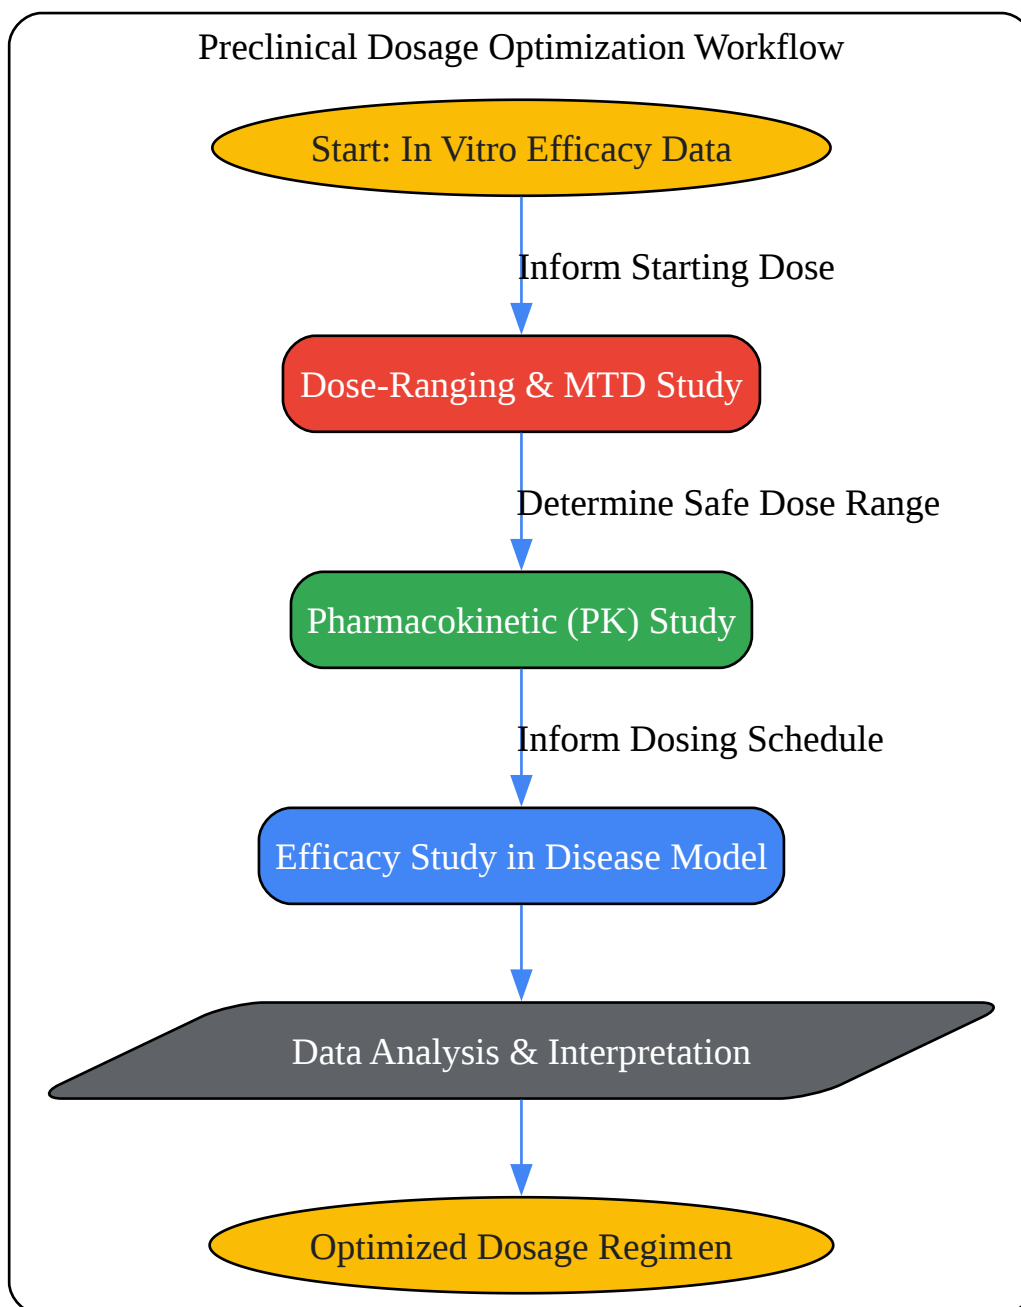 Preclinical Dosage Optimization Workflow
Start: In Vitro Efficacy Data
Inform Starting Dose
Dose-Ranging & MTD Study
Determine Safe Dose Range
Pharmacokinetic (PK) Study
Inform Dosing Schedule
Efficacy Study in Disease Model
Data Analysis & Interpretation
Optimized Dosage Regimen